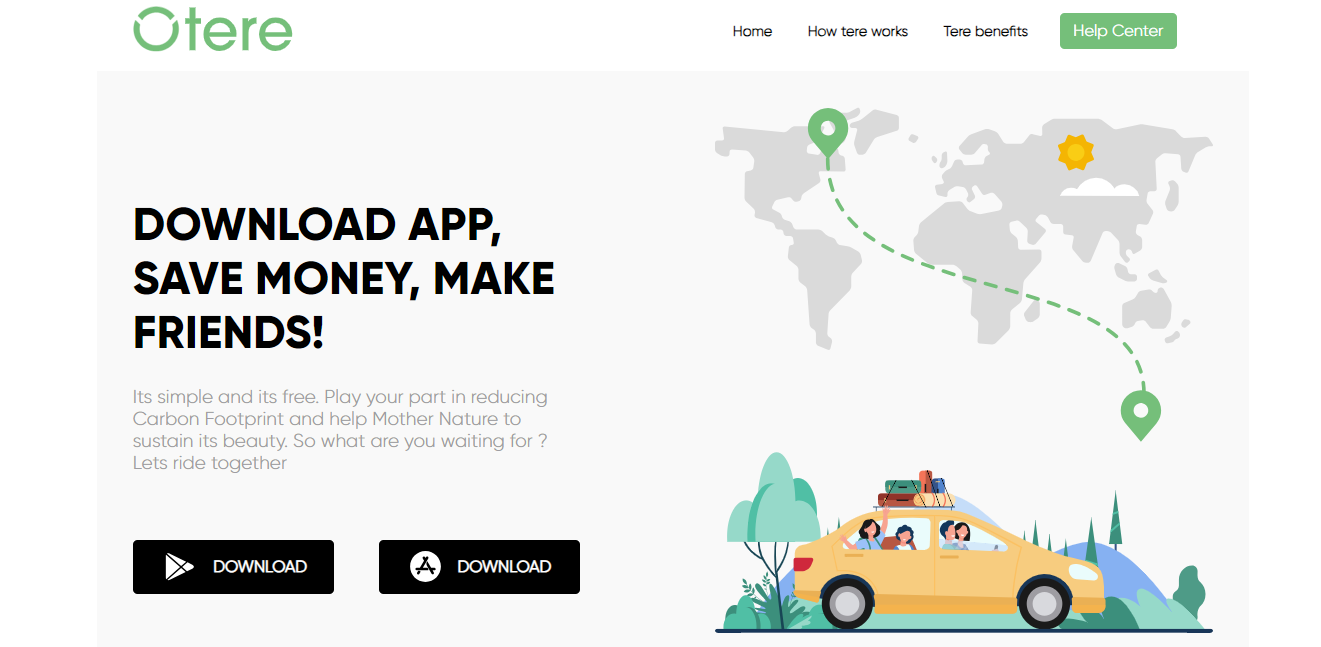 Otere
Home
How tere works
Tere benefits
Help Center
DOWNLOAD APP,
SAVE MONEY, MAKE
FRIENDS!
Its simple and its free. Play your part in reducing
Carbon Footprint and help Mother Nature to
sustain its beauty. So what are you waiting for ?
Lets ride together
DOWNLOAD
DOWNLOAD